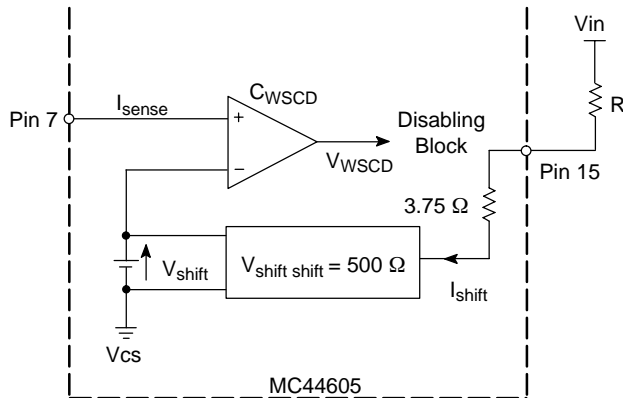 Vin
R
CWSCD
Isense
Pin 7
+
−
VWSCD
Disabling
Block
Pin 15
3.75 Ω
Vshift shift = 500 Ω
Vshift
Ishift
Vcs
MC44605